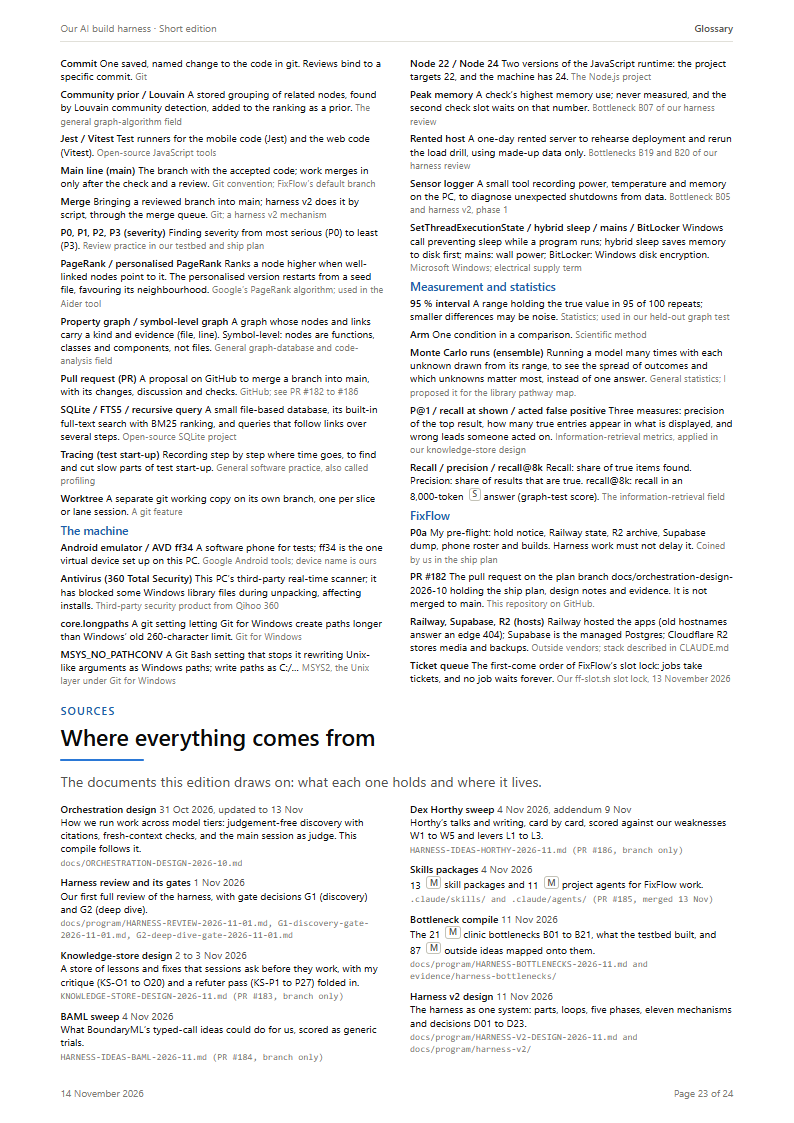 Our AI build harness · Short edition
Glossary
Commit One saved, named change to the code in git. Reviews bind to a
specific commit. Git
Community prior / Louvain A stored grouping of related nodes, found
by Louvain community detection, added to the ranking as a prior. The
general graph-algorithm field
Jest / Vitest Test runners for the mobile code (Jest) and the web code
(Vitest). Open-source JavaScript tools
Main line (main) The branch with the accepted code; work merges in
only after the check and a review. Git convention; FixFlow's default branch
Merge Bringing a reviewed branch into main; harness v2 does it by
script, through the merge queue. Git; a harness v2 mechanism
P0, P1, P2, P3 (severity) Finding severity from most serious (P0) to least
(P3). Review practice in our testbed and ship plan
PageRank / personalised PageRank Ranks a node higher when well-
linked nodes point to it. The personalised version restarts from a seed
file, favouring its neighbourhood. Google's PageRank algorithm; used in the
Aider tool
Property graph / symbol-level graph A graph whose nodes and links
carry a kind and evidence (file, line). Symbol-level: nodes are functions,
classes and components, not files. General graph-database and code-
analysis field
Pull request (PR) A proposal on GitHub to merge a branch into main,
with its changes, discussion and checks. GitHub; see PR #182 to #186
SQLite / FTS5 / recursive query A small file-based database, its built-in
full-text search with BM25 ranking, and queries that follow links over
several steps. Open-source SQLite project
Tracing (test start-up) Recording step by step where time goes, to find
and cut slow parts of test start-up. General software practice, also called
profiling
Worktree A separate git working copy on its own branch, one per slice
or lane session. A git feature
The machine
Android emulator / AVD ff34 A software phone for tests; ff34 is the one
virtual device set up on this PC. Google Android tools; device name is ours
Antivirus (360 Total Security) This PC's third-party real-time scanner; it
has blocked some Windows library files during unpacking, affecting
installs. Third-party security product from Qihoo 360
core.longpaths A git setting letting Git for Windows create paths longer
than Windows' old 260-character limit. Git for Windows
MSYS_NO_PATHCONV A Git Bash setting that stops it rewriting Unix-
like arguments as Windows paths; write paths as C:/... MSYS2, the Unix
layer under Git for Windows
Node 22 / Node 24 Two versions of the JavaScript runtime: the project
targets 22, and the machine has 24. The Node.js project
Peak memory A check's highest memory use; never measured, and the
second check slot waits on that number. Bottleneck B07 of our harness
review
Rented host A one-day rented server to rehearse deployment and rerun
the load drill, using made-up data only. Bottlenecks B19 and B20 of our
harness review
Sensor logger A small tool recording power, temperature and memory
on the PC, to diagnose unexpected shutdowns from data. Bottleneck B05
and harness v2, phase 1
SetThreadExecutionState / hybrid sleep / mains / BitLocker Windows
call preventing sleep while a program runs; hybrid sleep saves memory
to disk first; mains: wall power; BitLocker: Windows disk encryption.
Microsoft Windows; electrical supply term
Measurement and statistics
95 % interval A range holding the true value in 95 of 100 repeats;
smaller differences may be noise. Statistics; used in our held-out graph test
Arm One condition in a comparison. Scientific method
Monte Carlo runs (ensemble) Running a model many times with each
unknown drawn from its range, to see the spread of outcomes and
which unknowns matter most, instead of one answer. General statistics; I
proposed it for the library pathway map.
P@1 / recall at shown / acted false positive Three measures: precision
of the top result, how many true entries appear in what is displayed, and
wrong leads someone acted on. Information-retrieval metrics, applied in
our knowledge-store design
Recall / precision / recall@8k Recall: share of true items found.
Precision: share of results that are true. recall@8k: recall in an
8,000-token S answer (graph-test score). The information-retrieval field
FixFlow
P0a My pre-flight: hold notice, Railway state, R2 archive, Supabase
dump, phone roster and builds. Harness work must not delay it. Coined
by us in the ship plan
PR #182 The pull request on the plan branch docs/orchestration-design-
2026-10 holding the ship plan, design notes and evidence. It is not
merged to main. This repository on GitHub.
Railway, Supabase, R2 (hosts) Railway hosted the apps (old hostnames
answer an edge 404); Supabase is the managed Postgres; Cloudflare R2
stores media and backups. Outside vendors; stack described in CLAUDE.md
Ticket queue The first-come order of FixFlow's slot lock: jobs take
tickets, and no job waits forever. Our ff-slot.sh slot lock, 13 November 2026
SOURCES
Where everything comes from
The documents this edition draws on: what each one holds and where it lives.
Orchestration design 31 Oct 2026, updated to 13 Nov
How we run work across model tiers: judgement-free discovery with
citations, fresh-context checks, and the main session as judge. This
compile follows it.
docs/ORCHESTRATION-DESIGN-2026-10.md
Harness review and its gates 1 Nov 2026
Our first full review of the harness, with gate decisions G1 (discovery)
and G2 (deep dive).
docs/program/HARNESS-REVIEW-2026-11-01.md, G1-discovery-gate-
2026-11-01.md, G2-deep-dive-gate-2026-11-01.md
Knowledge-store design 2 to 3 Nov 2026
A store of lessons and fixes that sessions ask before they work, with my
critique (KS-O1 to O20) and a refuter pass (KS-P1 to P27) folded in.
KNOWLEDGE-STORE-DESIGN-2026-11.md (PR #183, branch only)
BAML sweep 4 Nov 2026
What BoundaryML's typed-call ideas could do for us, scored as generic
trials.
HARNESS-IDEAS-BAML-2026-11.md (PR #184, branch only)
Dex Horthy sweep 4 Nov 2026, addendum 9 Nov
Horthy's talks and writing, card by card, scored against our weaknesses
W1 to W5 and levers L1 to L3.
HARNESS-IDEAS-HORTHY-2026-11.md (PR #186, branch only)
Skills packages 4 Nov 2026
13 M skill packages and 11 M project agents for FixFlow work.
.claude/skills/ and .claude/agents/ (PR #185, merged 13 Nov)
Bottleneck compile 11 Nov 2026
The 21 M clinic bottlenecks B01 to B21, what the testbed built, and
87 M outside ideas mapped onto them.
docs/program/HARNESS-BOTTLENECKS-2026-11.md and
evidence/harness-bottlenecks/
Harness v2 design 11 Nov 2026
The harness as one system: parts, loops, five phases, eleven mechanisms
and decisions D01 to D23.
docs/program/HARNESS-V2-DESIGN-2026-11.md and
docs/program/harness-v2/
14 November 2026
Page 23 of 24